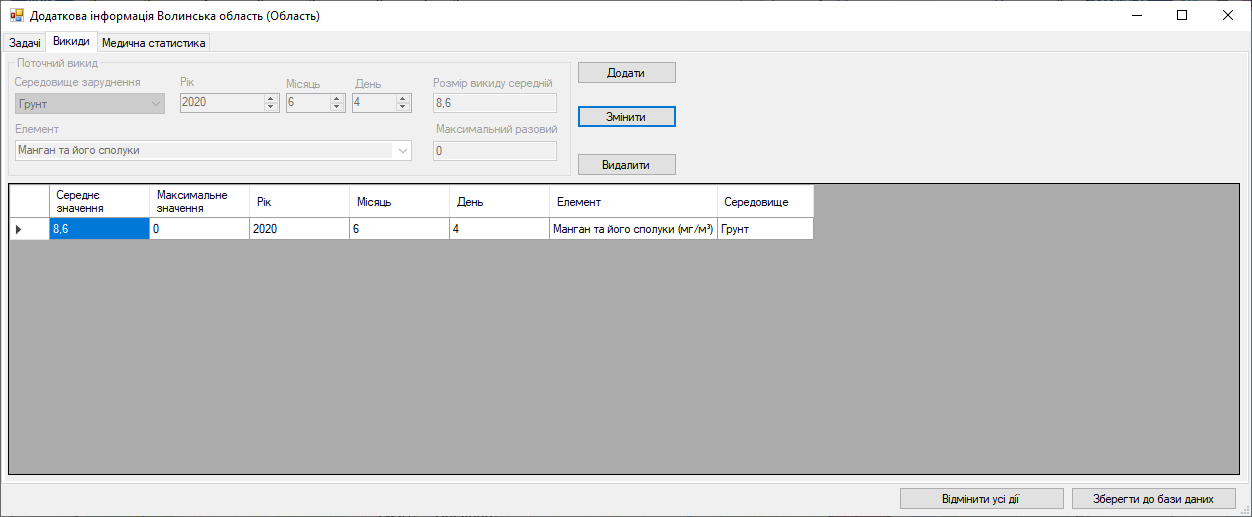 Додаткова інформація Волинська область (Область)
Задачі Викиди Медична статистика
Поточний викид
Середовище заруднення Рік Місяць День Розмір викиду середній
Грунт 2020 6 4 8,6
Елемент Максимальний разовий
Манган та його сполуки 0
Додати
Змінити
Видалити
Середнє значення Максимальне значення Рік Місяць День Елемент Середовище
8,6 0 2020 6 4 Манган та його сполуки (мг/м³) Грунт
Відмінити усі дії Зберегти до бази даних